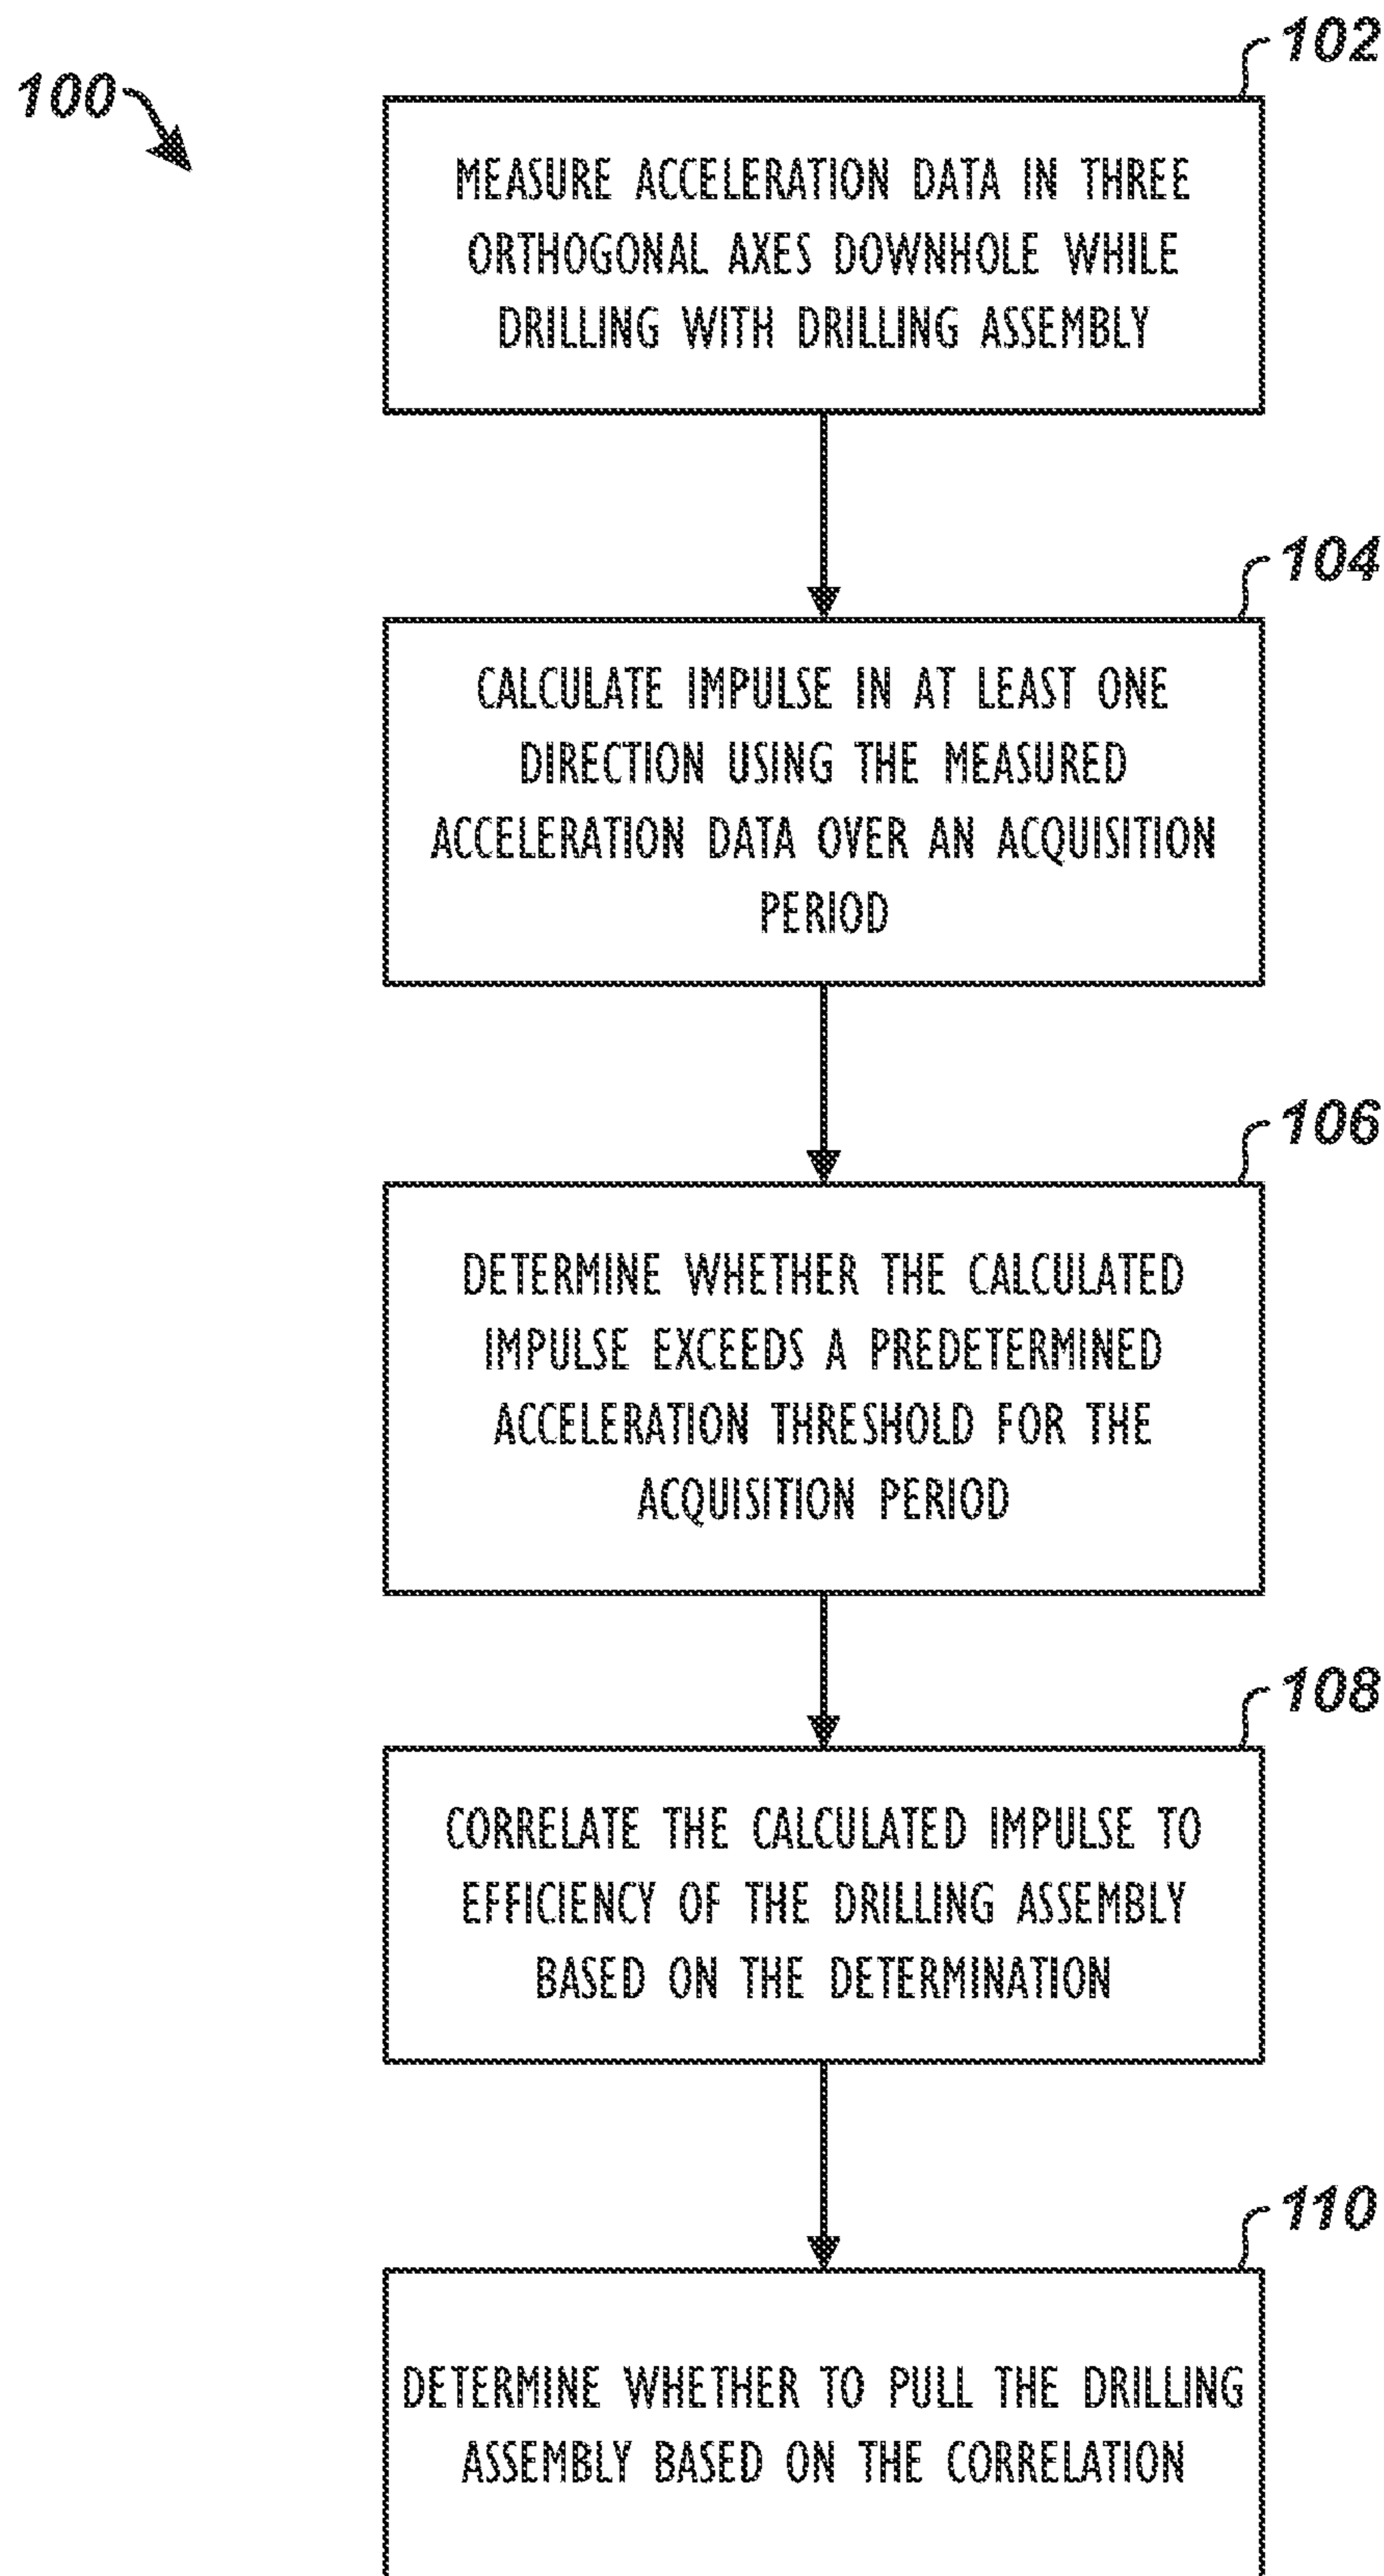 100
102
MEASURE ACCELERATION DATA IN THREE
ORTHOGONAL AXES DOWNHOLE WHILE
DRILLING WITH DRILLING ASSEMBLY
104
CALCULATE IMPULSE IN AT LEAST ONE
DIRECTION USING THE MEASURED
ACCELERATION DATA OVER AN ACQUISITION
PERIOD
106
DETERMINE WHETHER THE CALCULATED
IMPULSE EXCEEDS A PREDETERMINED
ACCELERATION THRESHOLD FOR THE
ACQUISITION PERIOD
108
CORRELATE THE CALCULATED IMPULSE TO
EFFICIENCY OF THE DRILLING ASSEMBLY
BASED ON THE DETERMINATION
110
DETERMINE WHETHER TO PULL THE DRILLING
ASSEMBLY BASED ON THE CORRELATION